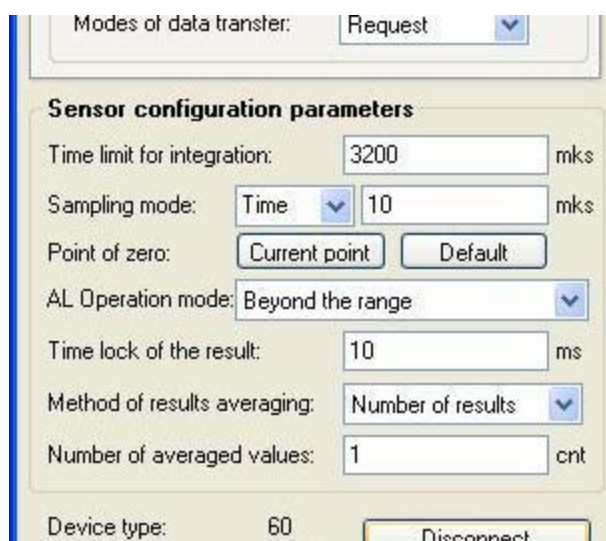 Modes of data transfer: Request
Sensor configuration parameters
Time limit for integration: 3200 mks
Sampling mode: Time 10 mks
Point of zero: Current point Default
AL Operation mode: Beyond the range
Time lock of the result: 10 ms
Method of results averaging: Number of results
Number of averaged values: 1 cnt
Device type: 60 Disconnect